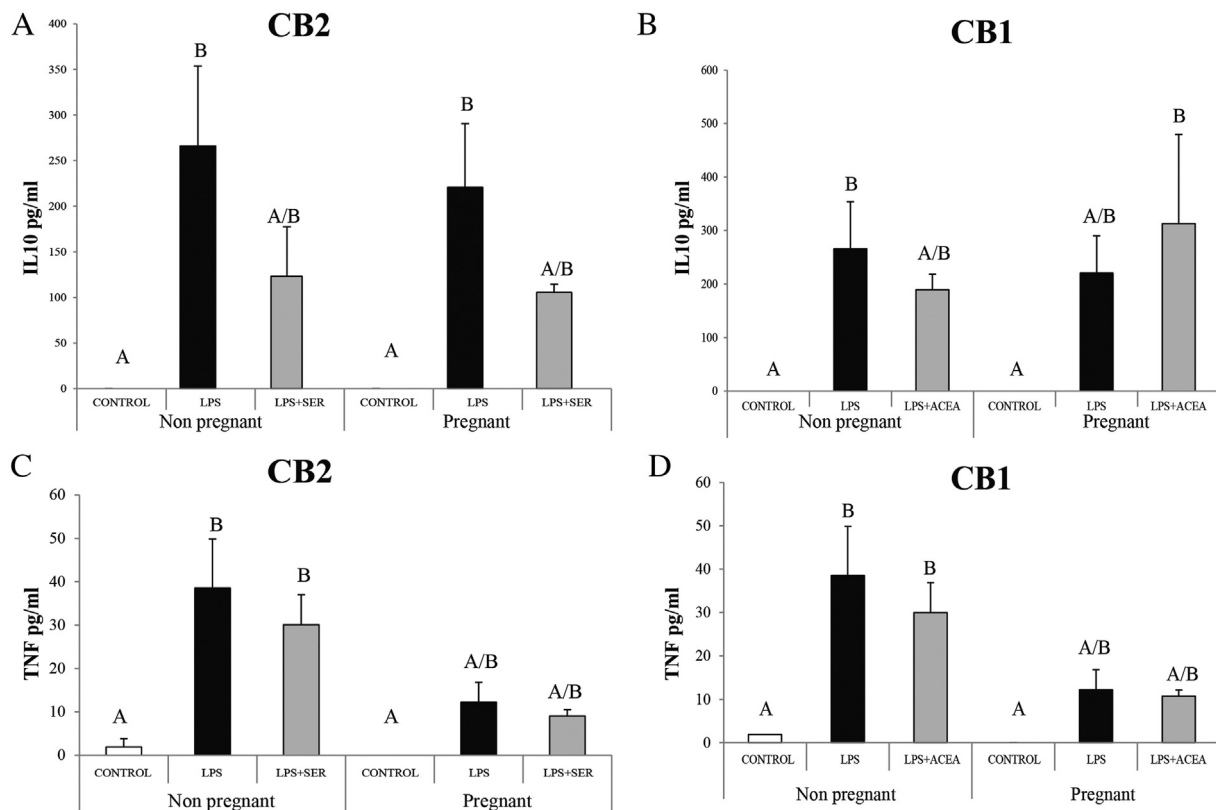 A
CB2
IL10 pg/ml
400
350
300
250
200
150
100
50
0
A
B
A/B
A
B
A/B
CONTROL LPS LPS+SER CONTROL LPS LPS+SER
Non pregnant Pregnant
B
CB1
IL10 pg/ml
600
500
400
300
200
100
0
A
B
A/B
A
A/B
B
CONTROL LPS LPS+ACEA CONTROL LPS LPS+ACEA
Non pregnant Pregnant
C
CB2
TNF pg/ml
60
50
40
30
20
10
0
A
B
B
A
A/B
A/B
CONTROL LPS LPS+SER CONTROL LPS LPS+SER
Non pregnant Pregnant
D
CB1
TNF pg/ml
60
50
40
30
20
10
0
A
B
B
A
A/B
A/B
CONTROL LPS LPS+ACEA CONTROL LPS LPS+ACEA
Non pregnant Pregnant